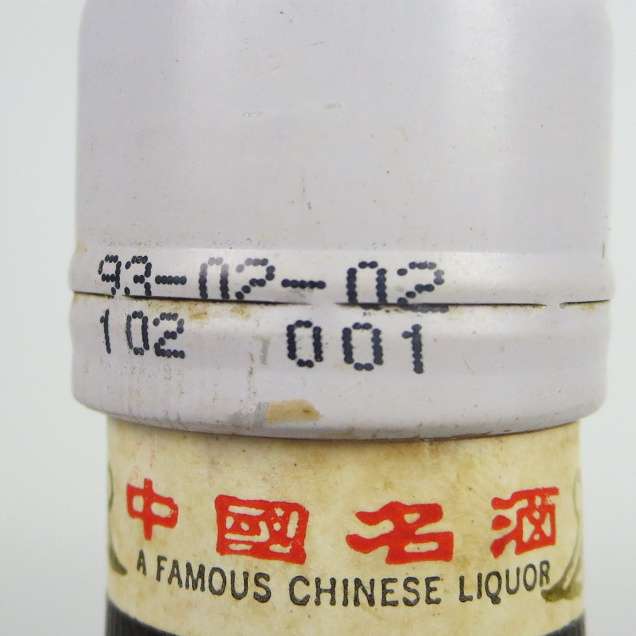 93-02-02
102 001
中國名酒
A FAMOUS CHINESE LIQUOR